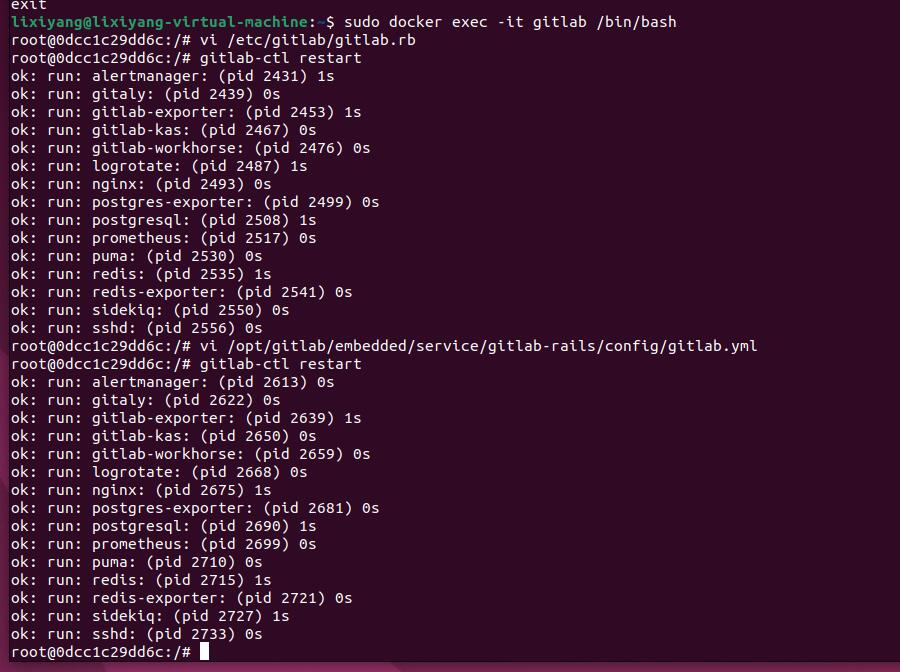 exit
lixiyang@lixiyang-virtual-machine:~$ sudo docker exec -it gitlab /bin/bash
root@0dcc1c29dd6c:/# vi /etc/gitlab/gitlab.rb
root@0dcc1c29dd6c:/# gitlab-ctl restart
ok: run: alertmanager: (pid 2431) 1s
ok: run: gitaly: (pid 2439) 0s
ok: run: gitlab-exporter: (pid 2453) 1s
ok: run: gitlab-kas: (pid 2467) 0s
ok: run: gitlab-workhorse: (pid 2476) 0s
ok: run: logrotate: (pid 2487) 1s
ok: run: nginx: (pid 2493) 0s
ok: run: postgres-exporter: (pid 2499) 0s
ok: run: postgresql: (pid 2508) 1s
ok: run: prometheus: (pid 2517) 0s
ok: run: puma: (pid 2530) 0s
ok: run: redis: (pid 2535) 1s
ok: run: redis-exporter: (pid 2541) 0s
ok: run: sidekiq: (pid 2550) 0s
ok: run: sshd: (pid 2556) 0s
root@0dcc1c29dd6c:/# vi /opt/gitlab/embedded/service/gitlab-rails/config/gitlab.yml
root@0dcc1c29dd6c:/# gitlab-ctl restart
ok: run: alertmanager: (pid 2613) 0s
ok: run: gitaly: (pid 2622) 0s
ok: run: gitlab-exporter: (pid 2639) 1s
ok: run: gitlab-kas: (pid 2650) 0s
ok: run: gitlab-workhorse: (pid 2659) 0s
ok: run: logrotate: (pid 2668) 0s
ok: run: nginx: (pid 2675) 1s
ok: run: postgres-exporter: (pid 2681) 0s
ok: run: postgresql: (pid 2690) 1s
ok: run: prometheus: (pid 2699) 0s
ok: run: puma: (pid 2710) 0s
ok: run: redis: (pid 2715) 1s
ok: run: redis-exporter: (pid 2721) 0s
ok: run: sidekiq: (pid 2727) 1s
ok: run: sshd: (pid 2733) 0s
root@0dcc1c29dd6c:/#